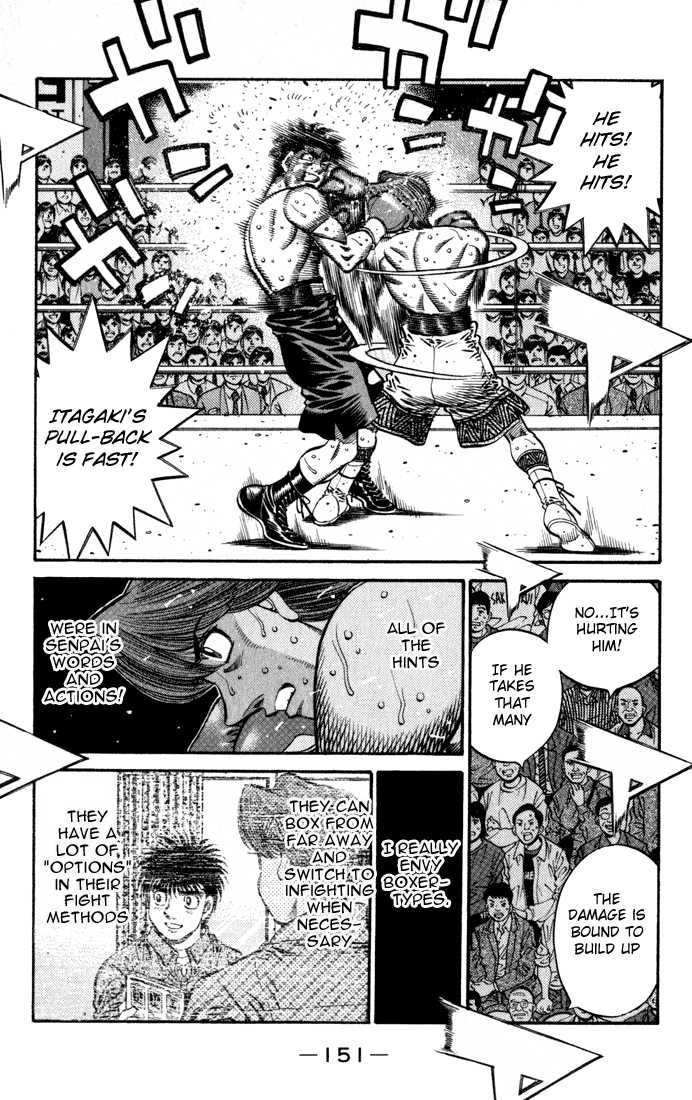 HE
HITS!
HE
HITS!
ITAGAKI'S
PULL-BACK
IS FAST!
NO...IT'S
HURTING
HIM!
IF HE
TAKES
THAT
MANY
THE
DAMAGE IS
BOUND TO
BUILD UP
ALL OF
THE
HINTS
WERE IN
SENPAI'S
WORDS
AND
ACTIONS!
I REALLY
ENVY
BOXER-
TYPES.
THEY CAN
BOX FROM
FAR AWAY
AND
SWITCH TO
INFIGHTING
WHEN
NECES-
SARY
THEY
HAVE A
LOT OF
"OPTIONS"
IN THEIR
FIGHT
METHODS
—151—